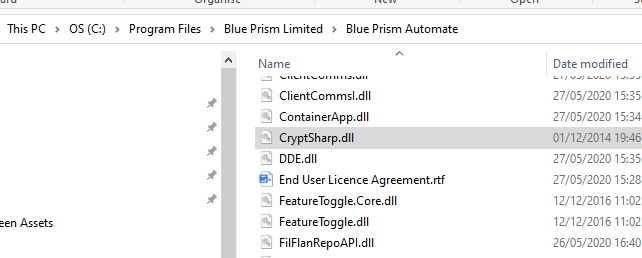 Organise
New
This PC > OS (C:) > Program Files > Blue Prism Limited > Blue Prism Automate
Name Date modified
ClientComms.dll 27/05/2020 15:35
ClientCommsI.dll 27/05/2020 15:35
ContainerApp.dll 27/05/2020 15:34
CryptSharp.dll 01/12/2014 19:46
DDE.dll 27/05/2020 15:35
End User Licence Agreement.rtf 27/05/2020 15:28
FeatureToggle.Core.dll 12/12/2016 11:02
FeatureToggle.dll 12/12/2016 11:02
een Assets
FilFlanRepoAPI.dll 26/05/2020 16:40